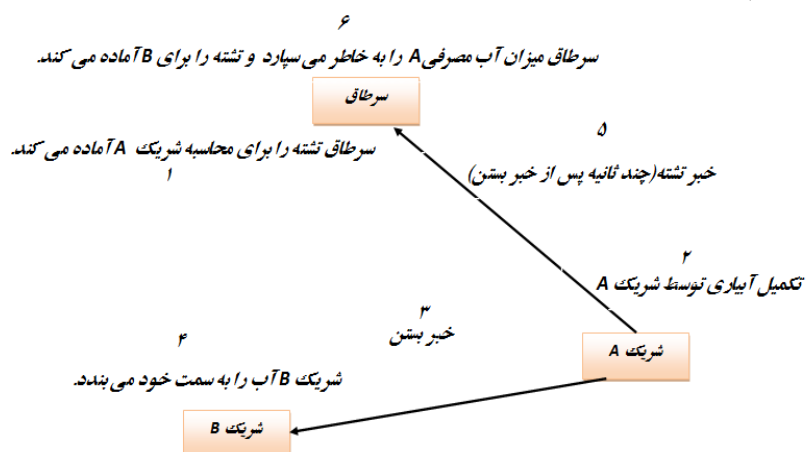 ۶
سرطاق میزان آب مصرفی A را به خاطر می سپارد و تشته را برای B آماده می کند.
سرطاق
۵
سرطاق تشته را برای محاسبه شریک A آماده می کند.
۱
خبر تشته(چند ثانیه پس از خبر بستن)
۲
تکمیل آبیاری توسط شریک A
۳
خبر بستن
شریک A
۴
شریک B آب را به سمت خود می بندد.
شریک B